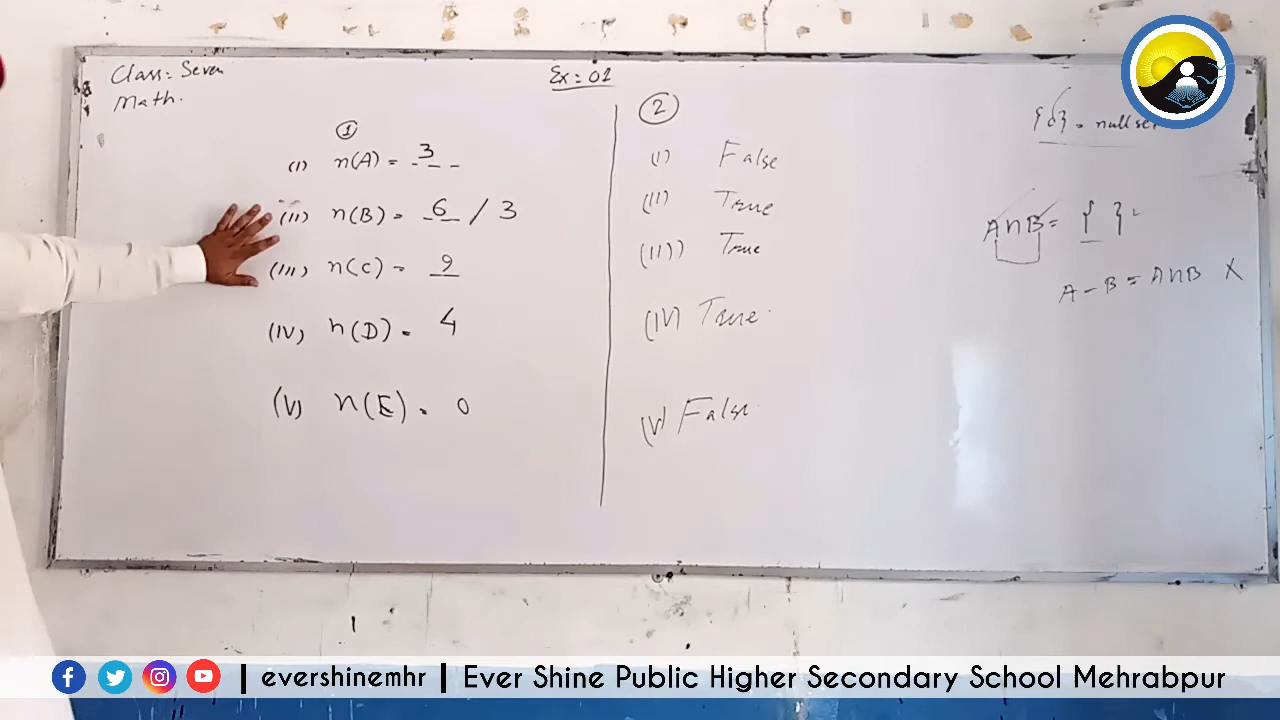 Class: Seven
Math.
Ex: 01
①
(I) n(A) = 3
(II) n(B) = 6 / 3
(III) n(C) = 9
(IV) n(D) = 4
(V) n(E) = 0
②
(I) False
(II) True
(III) True
(IV) True.
(V) False
= null set
A∩B = { }
A - B = A∩B X
| evershinemhr | Ever Shine Public Higher Secondary School Mehrabpur